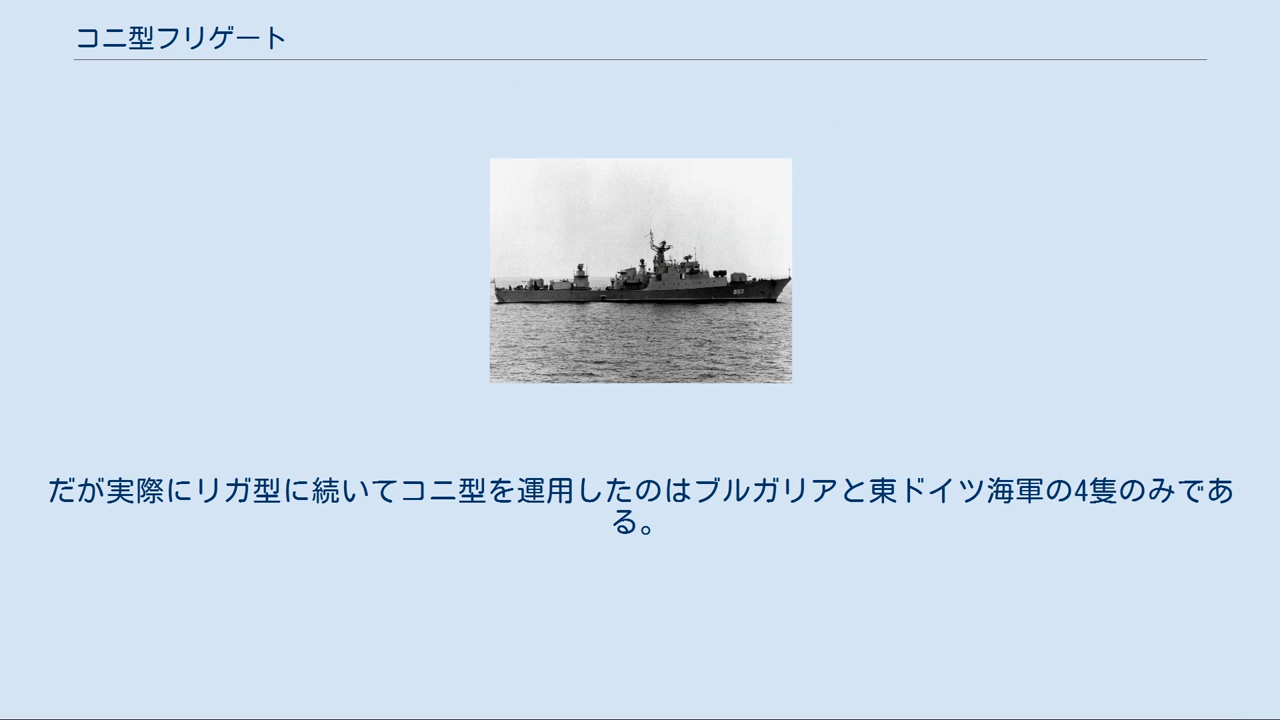 コニ型フリゲート
だが実際にリガ型に続いてコニ型を運用したのはブルガリアと東ドイツ海軍の4隻のみであ
る。